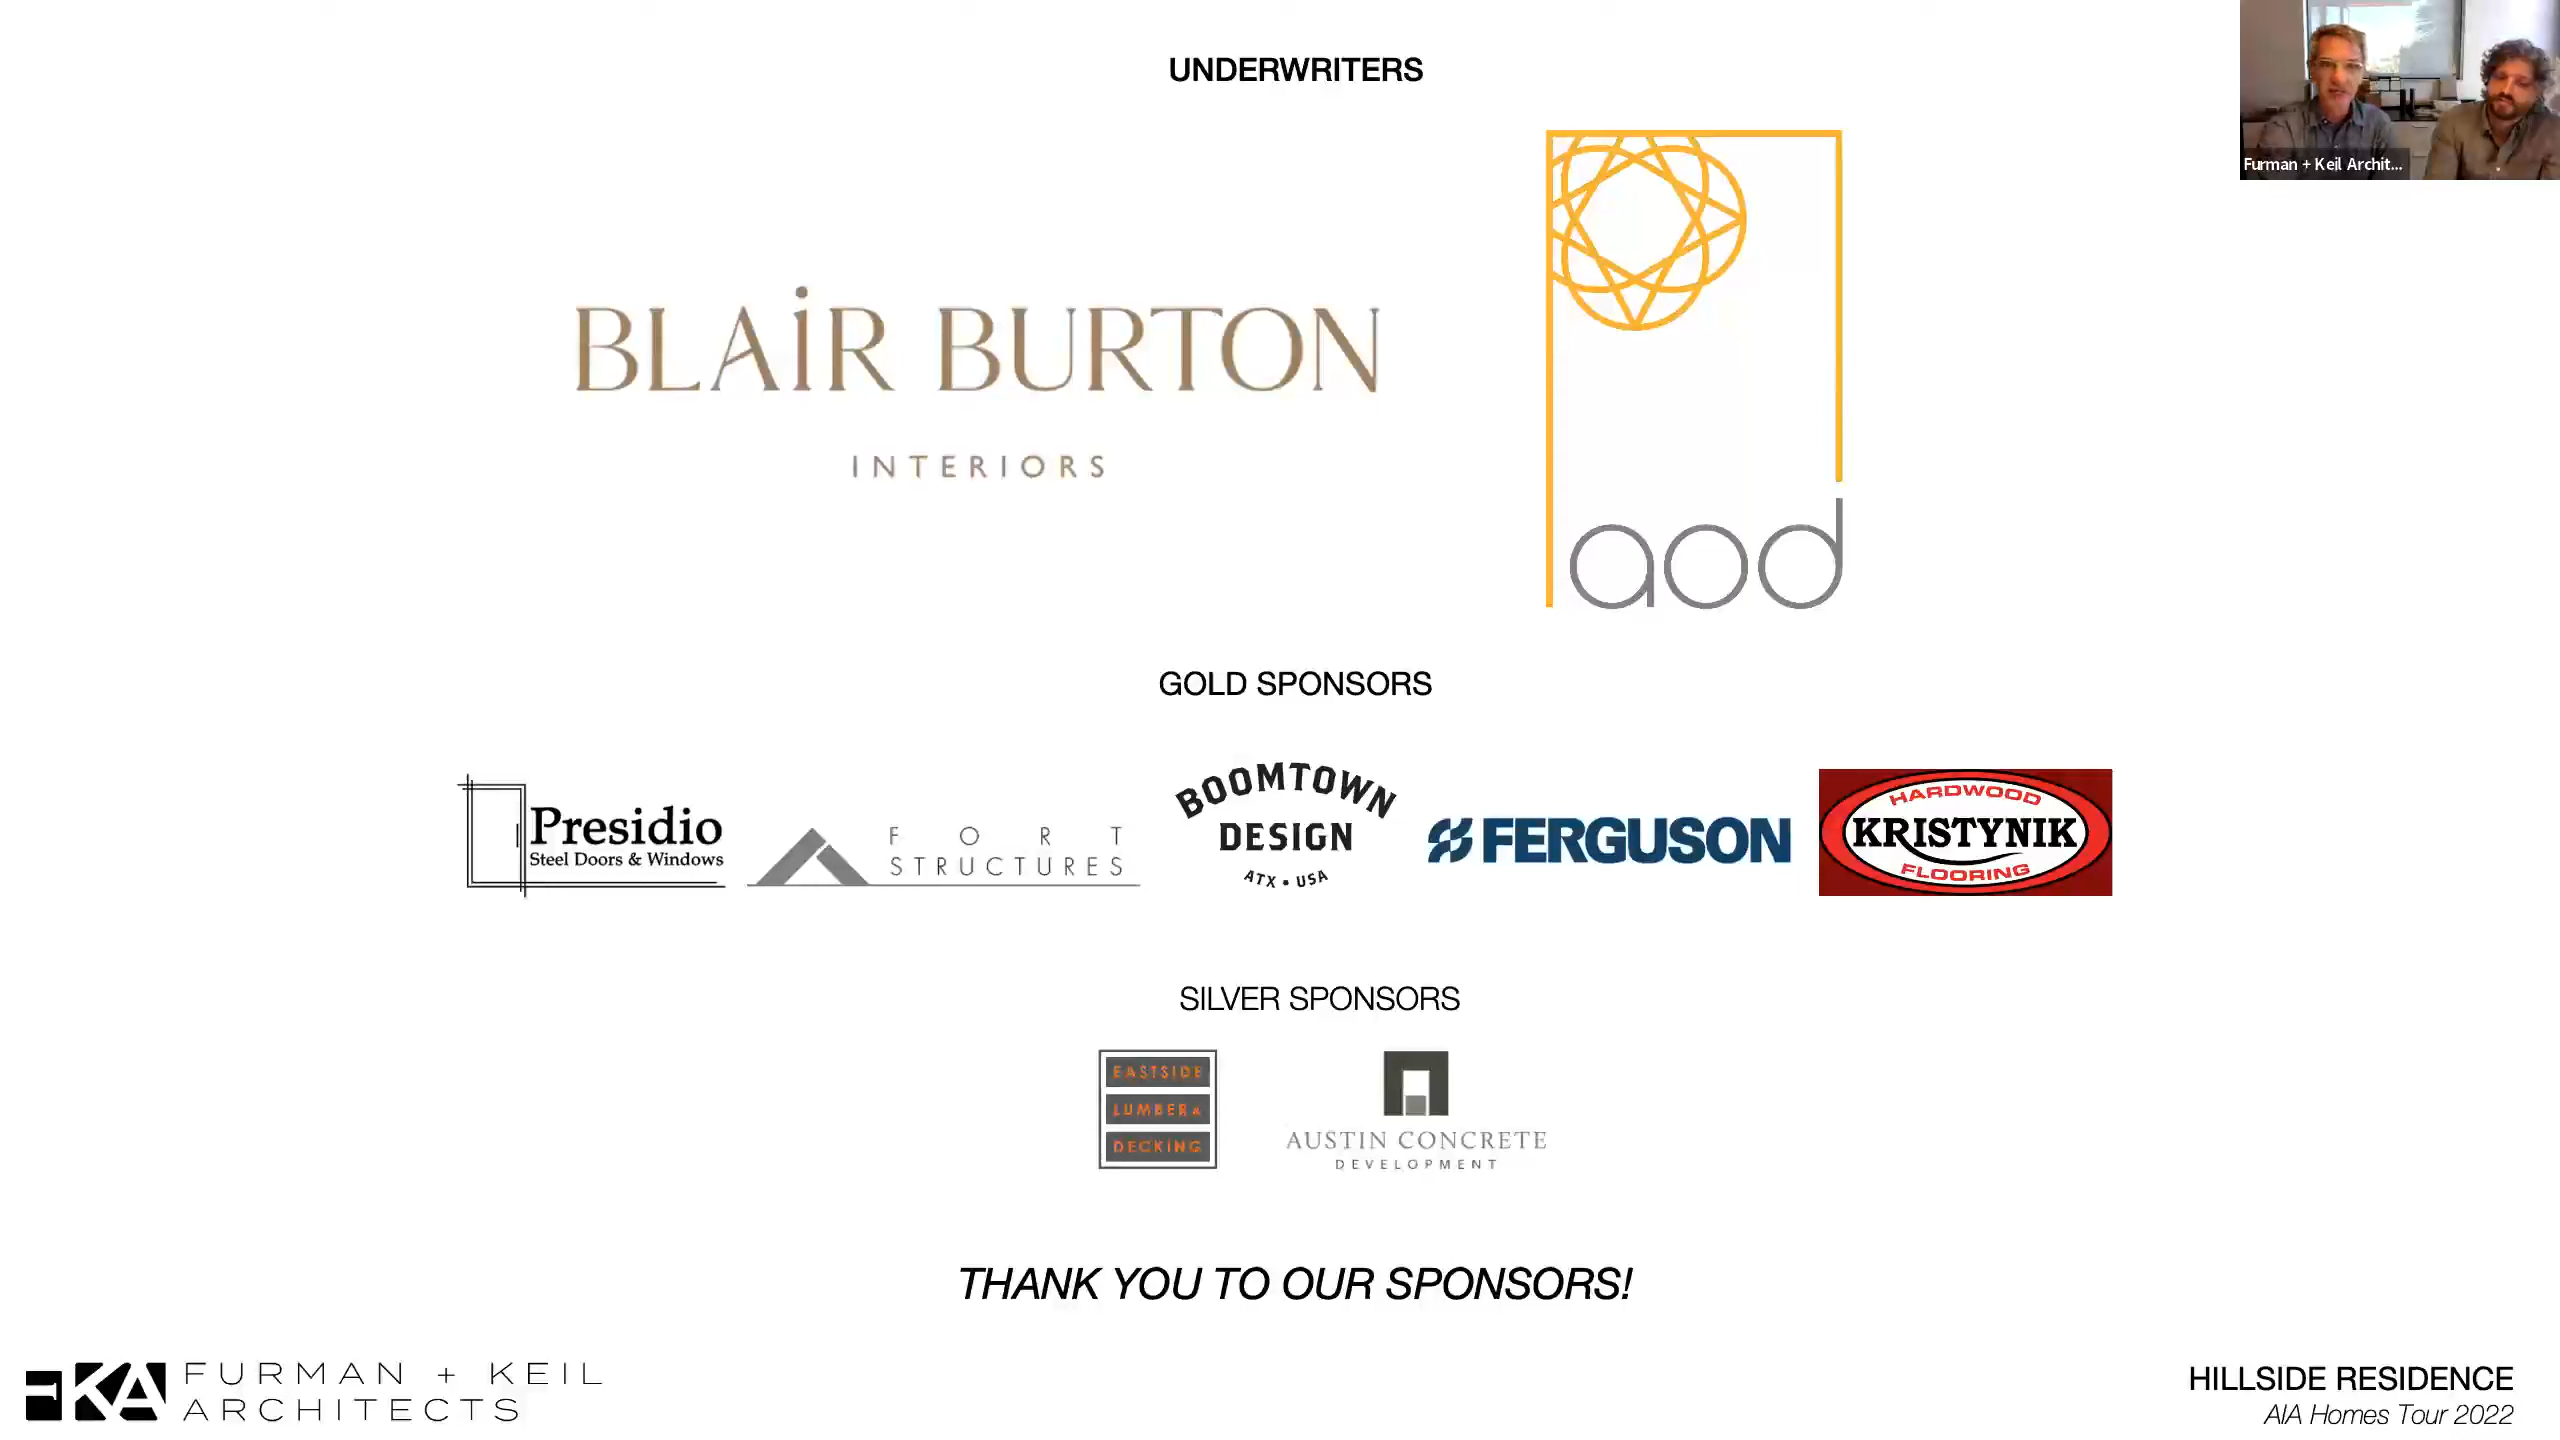 UNDERWRITERS
Furman + Keil Archit...
BLAIR BURTON
INTERIORS
aod
GOLD SPONSORS
Presidio
Steel Doors & Windows
FORT
STRUCTURES
BOOMTOWN
DESIGN
ATX • USA
FERGUSON
HARDWOOD
KRISTYNIK
FLOORING
SILVER SPONSORS
EASTSIDE
LUMBER &
DECKING
AUSTIN CONCRETE
DEVELOPMENT
THANK YOU TO OUR SPONSORS!
FKA
FURMAN + KEIL
ARCHITECTS
HILLSIDE RESIDENCE
AIA Homes Tour 2022